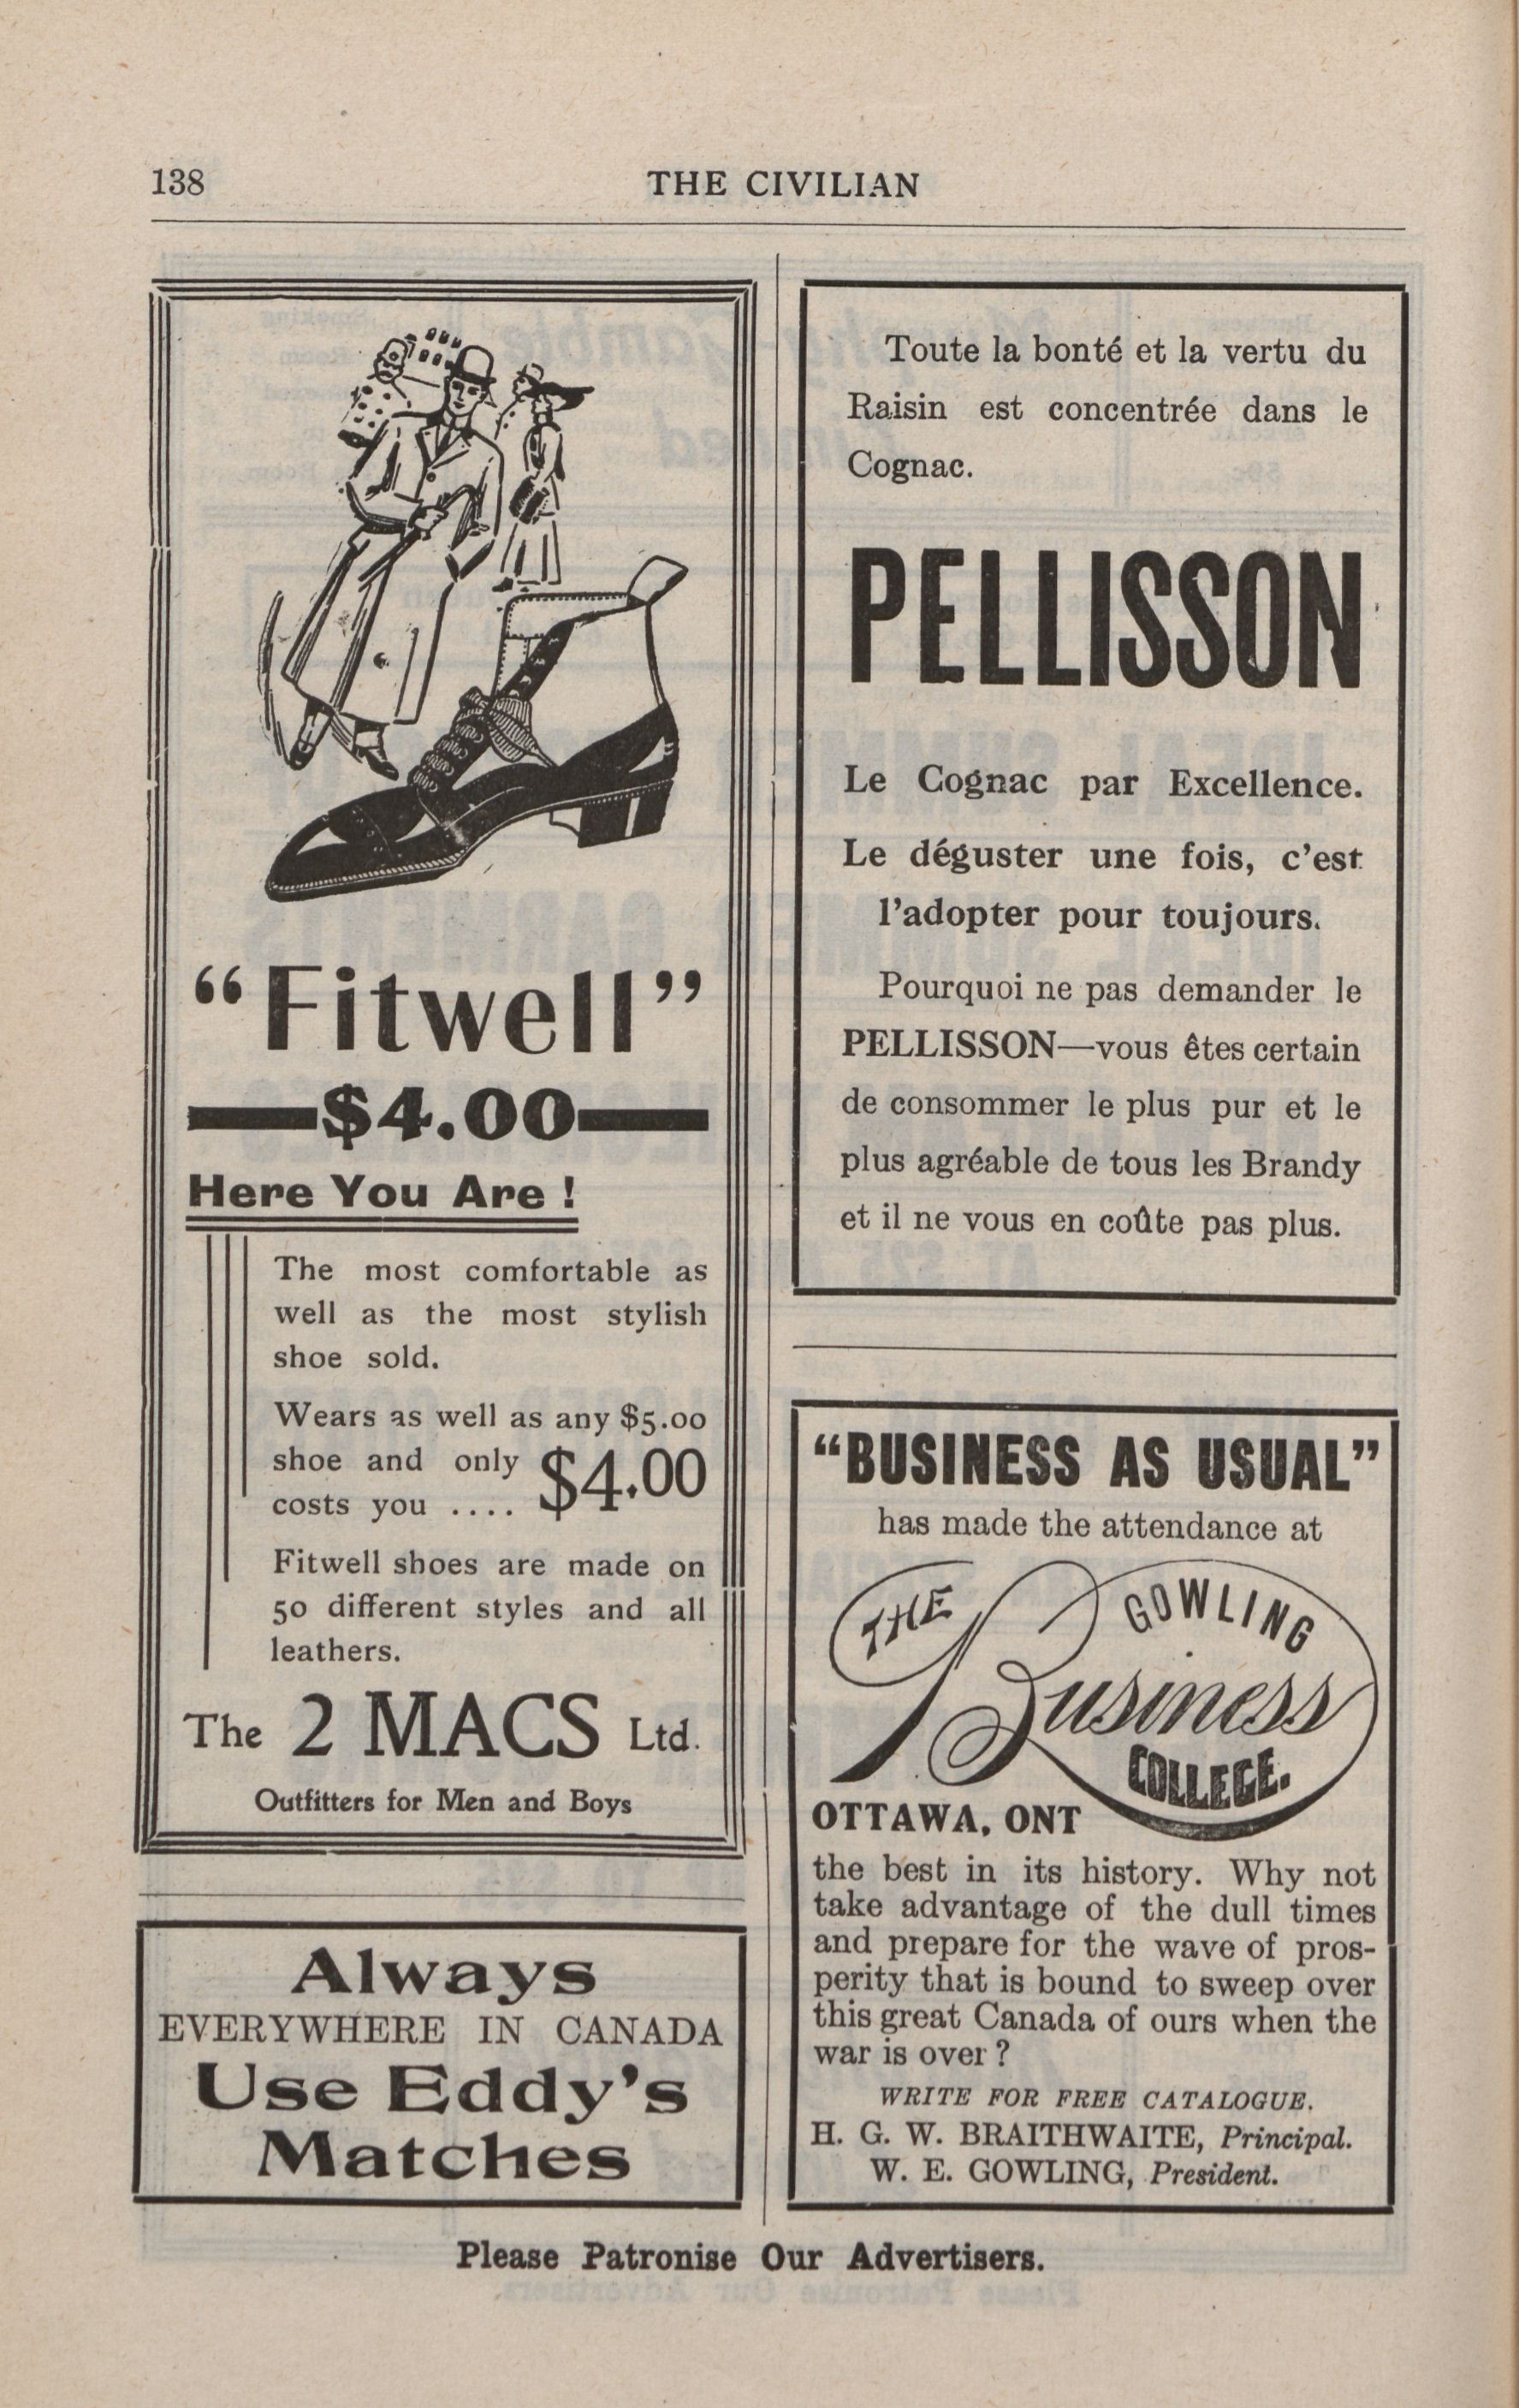 138
THE CIVILIAN
“Fitwell”
$4.00
Here You Are !
The most comfortable as
well as the most stylish
shoe sold.
Wears as well as any $5.00
shoe and only
costs you .... $4.00
Fitwell shoes are made on
50 different styles and all
leathers.
The 2 MACS Ltd.
Outfitters for Men and Boys
Always
EVERYWHERE IN CANADA
Use Eddy’s
Matches
Toute la bonté et la vertu du
Raisin est concentrée dans le
Cognac.
PELLISSON
Le Cognac par Excellence.
Le déguster une fois, c’est
l’adopter pour toujours.
Pourquoi ne pas demander le
PELLISSON—vous êtes certain
de consommer le plus pur et le
plus agréable de tous les Brandy
et il ne vous en coûte pas plus.
“BUSINESS AS USUAL”
has made the attendance at
THE GOWLING
Business
COLLEGE.
OTTAWA, ONT
the best in its history. Why not
take advantage of the dull times
and prepare for the wave of pros-
perity that is bound to sweep over
this great Canada of ours when the
war is over ?
WRITE FOR FREE CATALOGUE.
H. G. W. BRAITHWAITE, Principal.
W. E. GOWLING, President.
Please Patronise Our Advertisers.